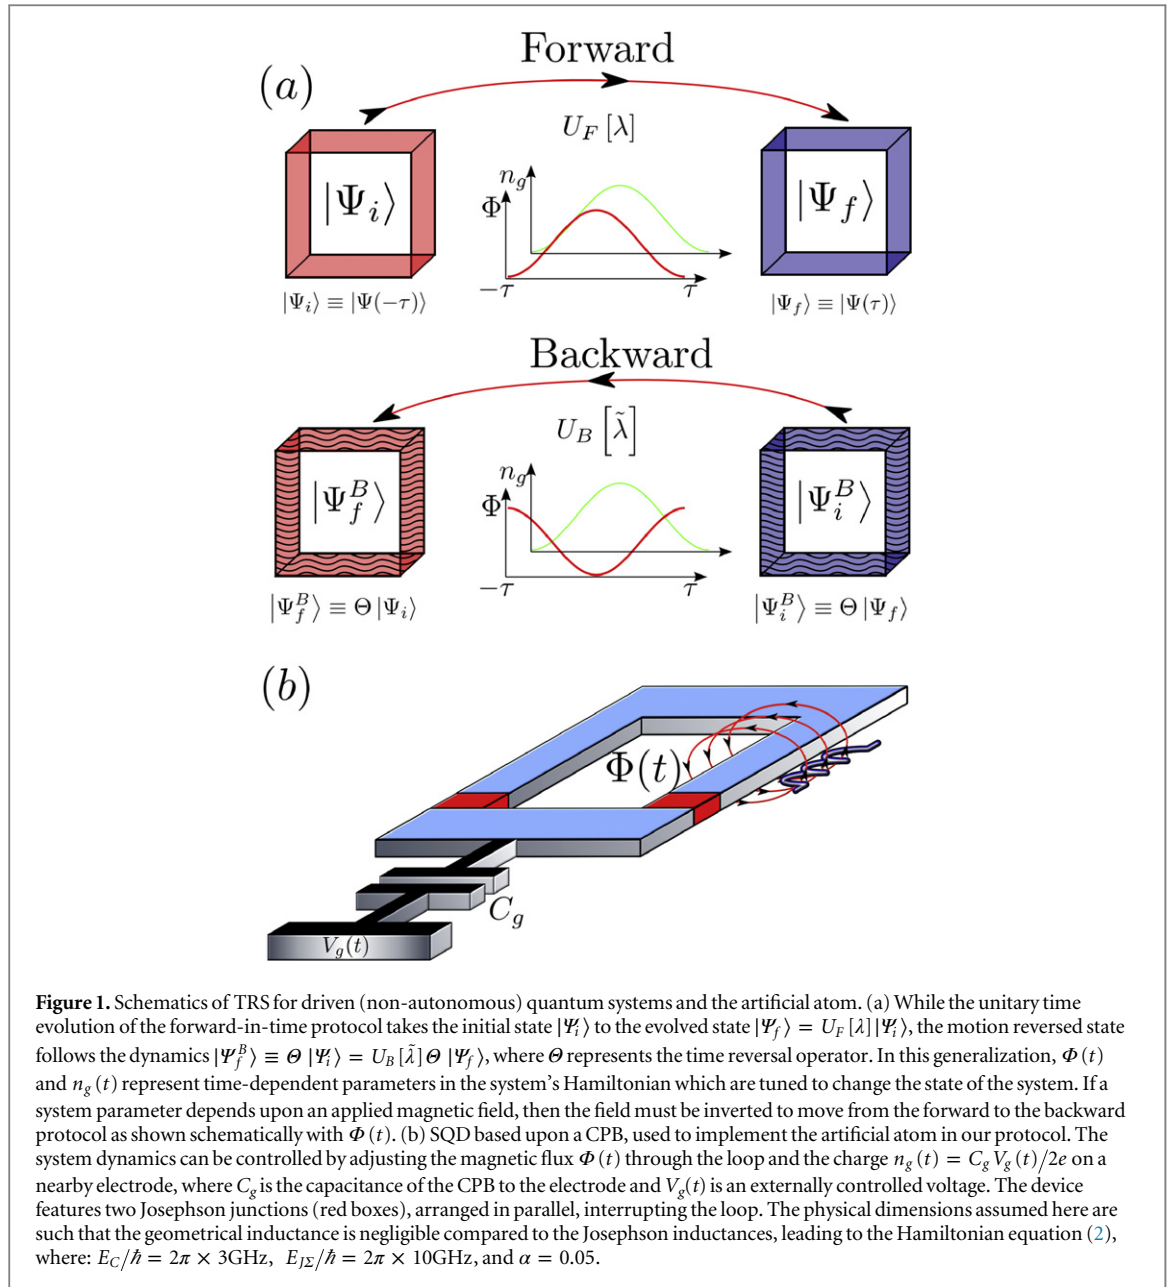 Forward
(a)
U_F [λ]
|Ψ_i⟩
n_g
Φ
|Ψ_f⟩
−τ
τ
|Ψ_i⟩ ≡ |Ψ(−τ)⟩
|Ψ_f⟩ ≡ |Ψ(τ)⟩
Backward
U_B [λ̃]
|Ψ_f^B⟩
n_g
Φ
|Ψ_i^B⟩
−τ
τ
|Ψ_f^B⟩ ≡ Θ |Ψ_i⟩
|Ψ_i^B⟩ ≡ Θ |Ψ_f⟩
(b)
Φ(t)
C_g
V_g(t)
Figure 1. Schematics of TRS for driven (non-autonomous) quantum systems and the artificial atom. (a) While the unitary time
evolution of the forward-in-time protocol takes the initial state |Ψ_i⟩ to the evolved state |Ψ_f⟩ = U_F [λ]|Ψ_i⟩, the motion reversed state
follows the dynamics |Ψ_f^B⟩ ≡ Θ |Ψ_i⟩ = U_B [λ̃]Θ |Ψ_f⟩, where Θ represents the time reversal operator. In this generalization, Φ(t)
and n_g (t) represent time-dependent parameters in the system's Hamiltonian which are tuned to change the state of the system. If a
system parameter depends upon an applied magnetic field, then the field must be inverted to move from the forward to the backward
protocol as shown schematically with Φ(t). (b) SQD based upon a CPB, used to implement the artificial atom in our protocol. The
system dynamics can be controlled by adjusting the magnetic flux Φ(t) through the loop and the charge n_g (t) = C_g V_g (t)/2e on a
nearby electrode, where C_g is the capacitance of the CPB to the electrode and V_g(t) is an externally controlled voltage. The device
features two Josephson junctions (red boxes), arranged in parallel, interrupting the loop. The physical dimensions assumed here are
such that the geometrical inductance is negligible compared to the Josephson inductances, leading to the Hamiltonian equation (2),
where: E_C/ℏ = 2π × 3GHz, E_{JΣ}/ℏ = 2π × 10GHz, and α = 0.05.